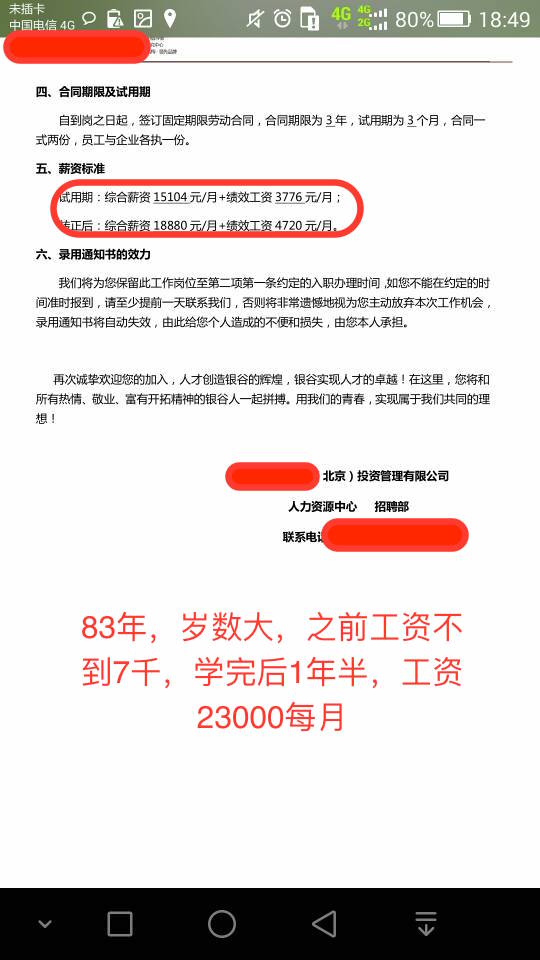 未插卡
中国电信 4G
4G
4G
2G
80%
18:49
四、合同期限及试用期
自到岗之日起，签订固定期限劳动合同，合同期限为 3 年，试用期为 3 个月，合同一
式两份，员工与企业各执一份。
五、薪资标准
试用期：综合薪资 15104 元/月+绩效工资 3776 元/月；
转正后：综合薪资 18880 元/月+绩效工资 4720 元/月。
六、录用通知书的效力
我们将为您保留此工作岗位至第二项第一条约定的入职办理时间，如您不能在约定的时
间准时报到，请至少提前一天联系我们，否则将非常遗憾地视为您主动放弃本次工作机会，
录用通知书将自动失效，由此给您个人造成的不便和损失，由您本人承担。
再次诚挚欢迎您的加入，人才创造银谷的辉煌，银谷实现人才的卓越！在这里，您将和
所有热情、敬业、富有开拓精神的银谷人一起拼搏。用我们的青春，实现属于我们共同的理
想！
北京）投资管理有限公司
人力资源中心 招聘部
联系电话
83年，岁数大，之前工资不
到7千，学完后1年半，工资
23000每月